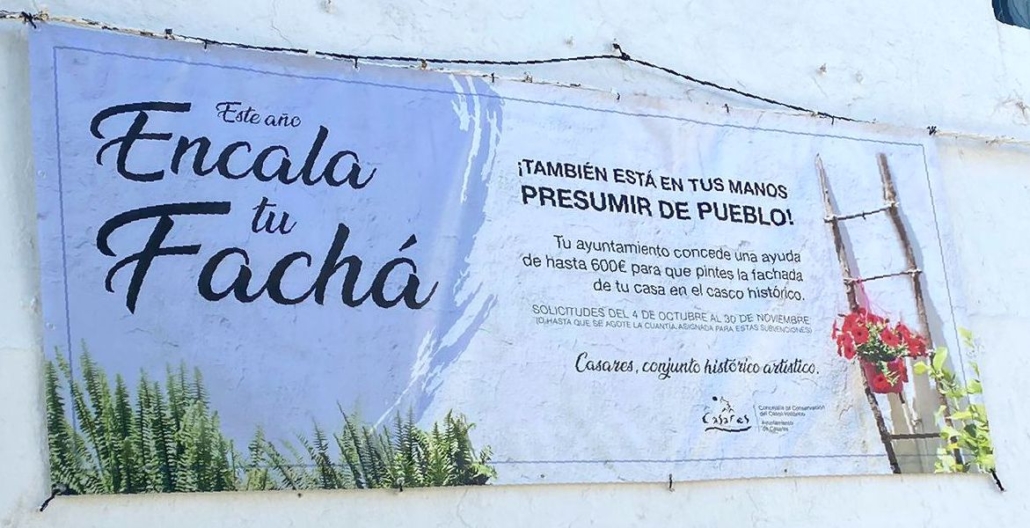 Este año
Encala
tu
Fachá
¡TAMBIÉN ESTÁ EN TUS MANOS
PRESUMIR DE PUEBLO!
Tu ayuntamiento concede una ayuda
de hasta 600€ para que pintes la fachada
de tu casa en el casco histórico.
SOLICITUDES DEL 4 DE OCTUBRE AL 30 DE NOVIEMBRE
(O HASTA QUE SE AGOTE LA CUANTÍA ASIGNADA PARA ESTAS SUBVENCIONES)
Casares, conjunto histórico artístico.
Casares
Concejalía de Conservación
del Casco Histórico
Ayuntamiento
de Casares